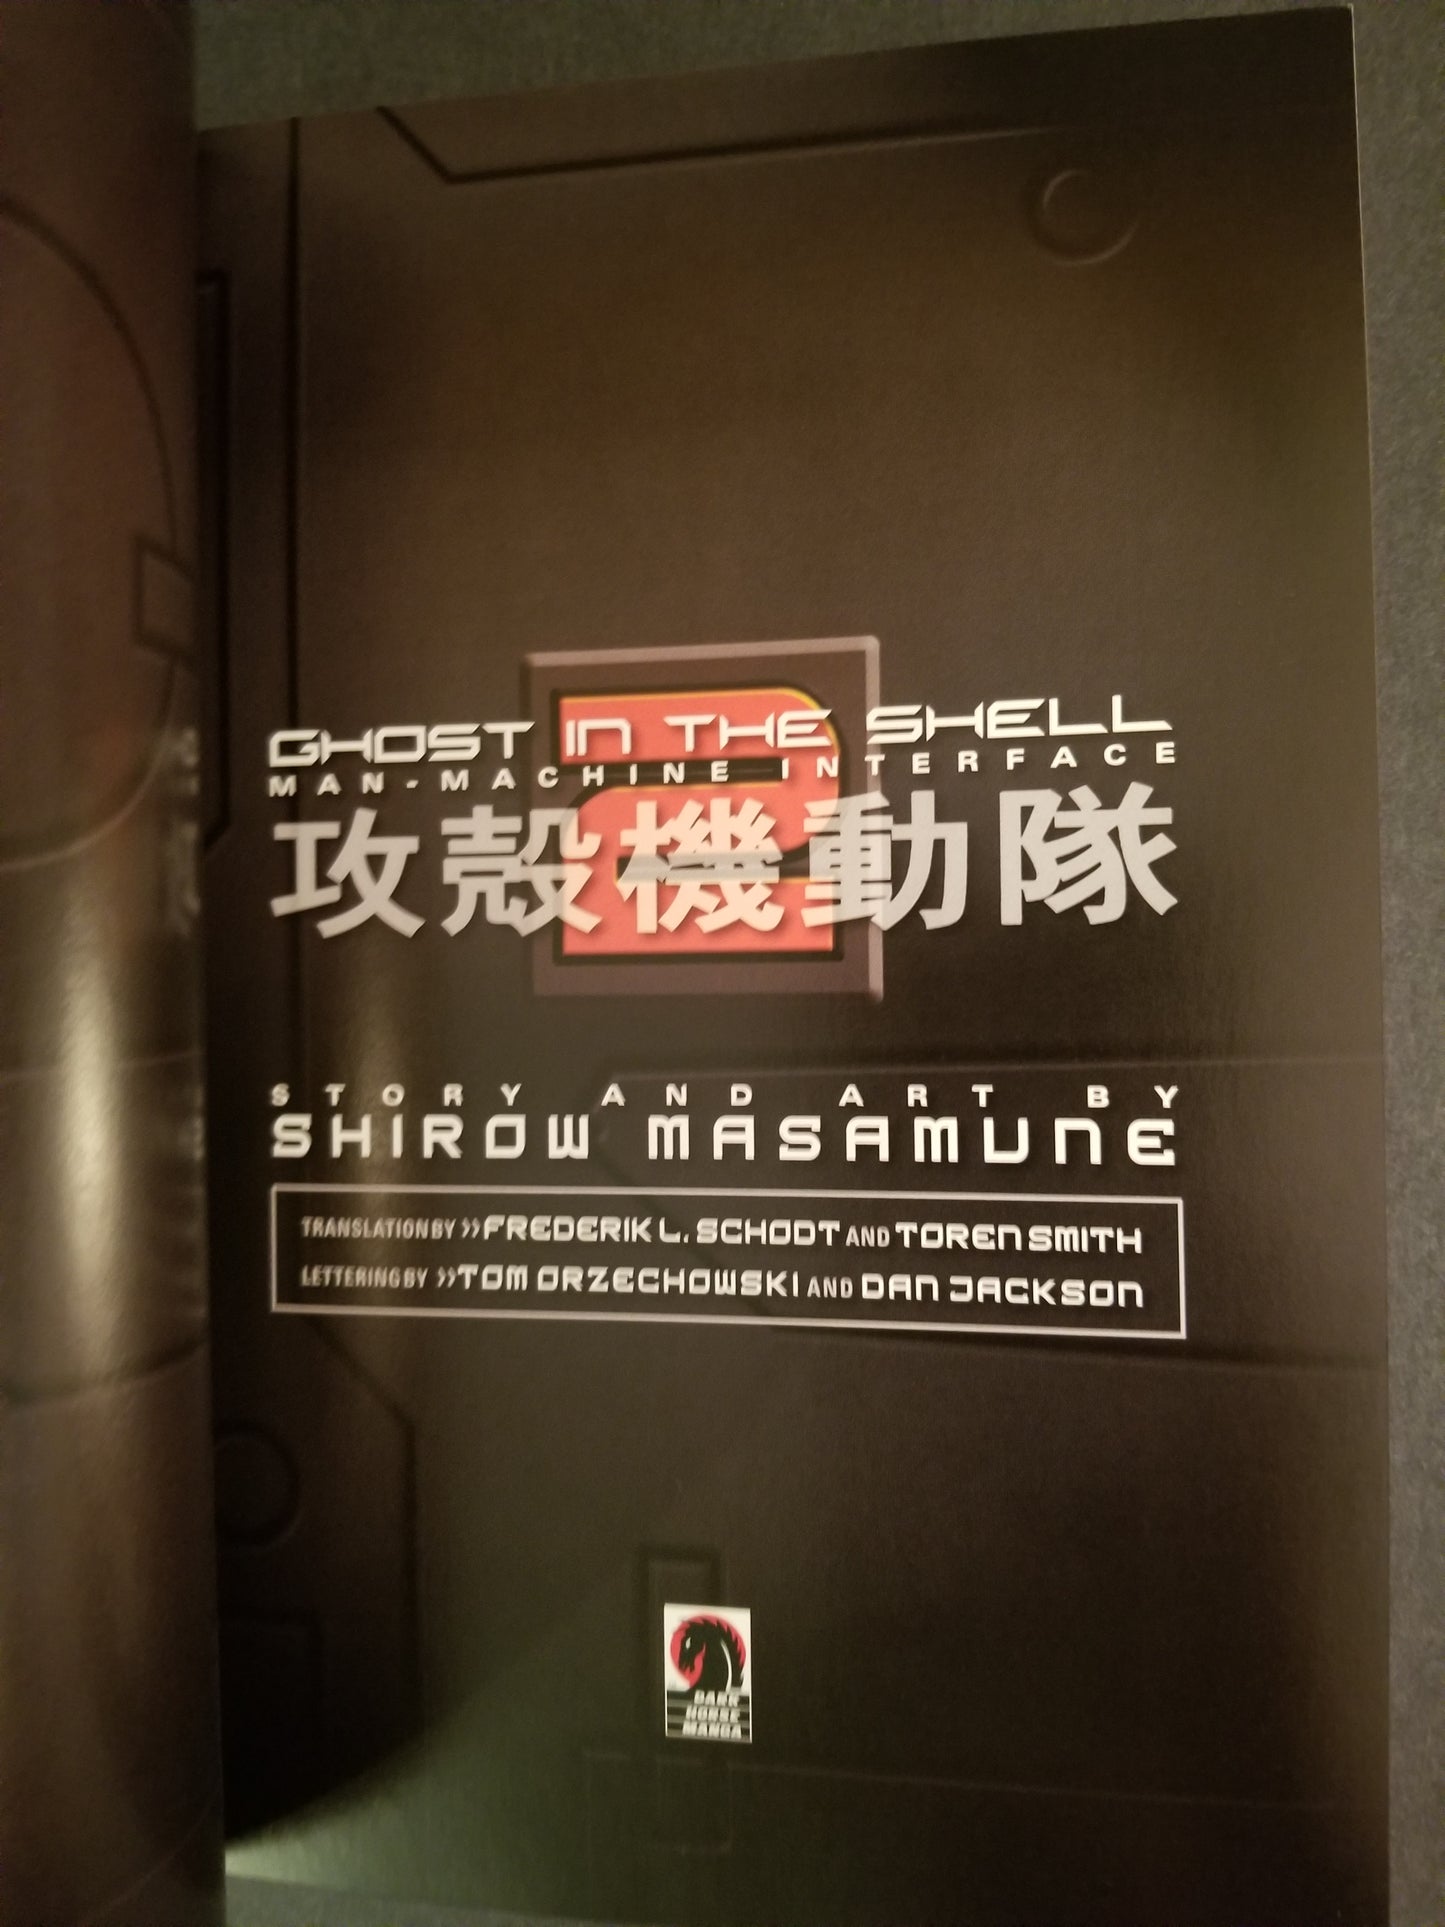 2
GHOST IN THE SHELL
MAN-MACHINE INTERFACE
攻殻機動隊
STORY AND ART BY
SHIROW MASAMUNE
TRANSLATION BY »FREDERIK L. SCHODT AND TOREN SMITH
LETTERING BY »TOM ORZECHOWSKI AND DAN JACKSON
DARK
HORSE
MANGA